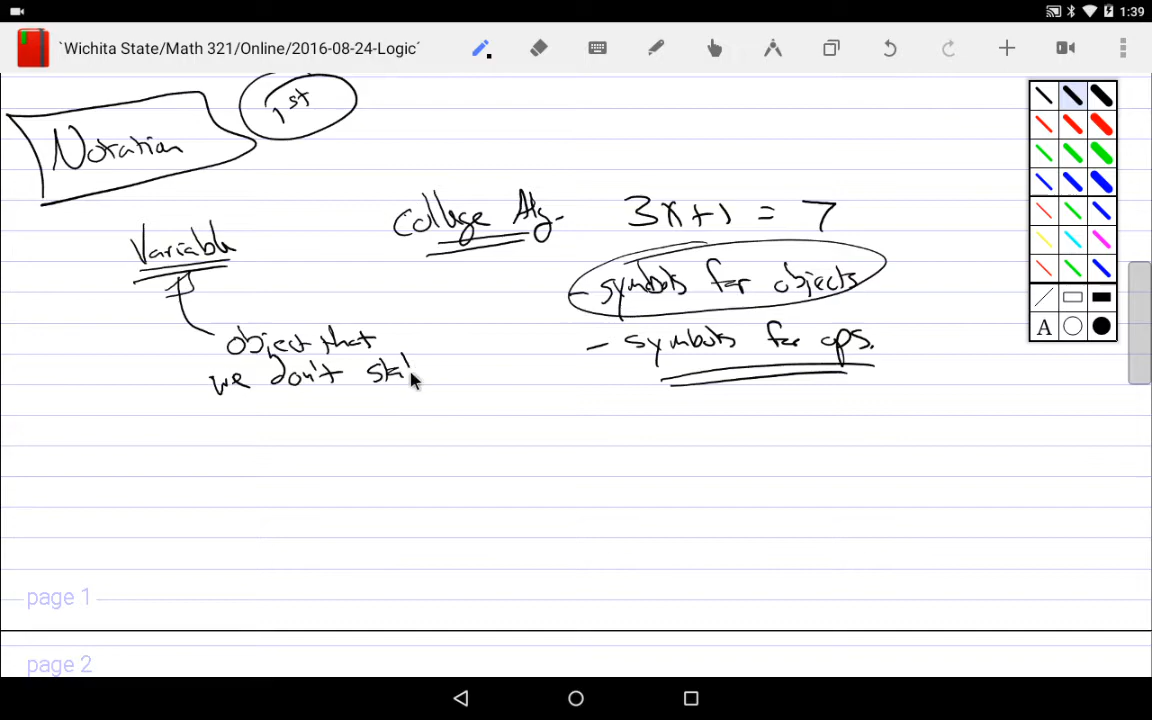 1:39
`Wichita State/Math 321/Online/2016-08-24-Logic´
1st
Notation
College Alg. 3x+1 = 7
Variable
- symbols for objects
object that
- symbols for ops.
we don't
A
page 1
page 2